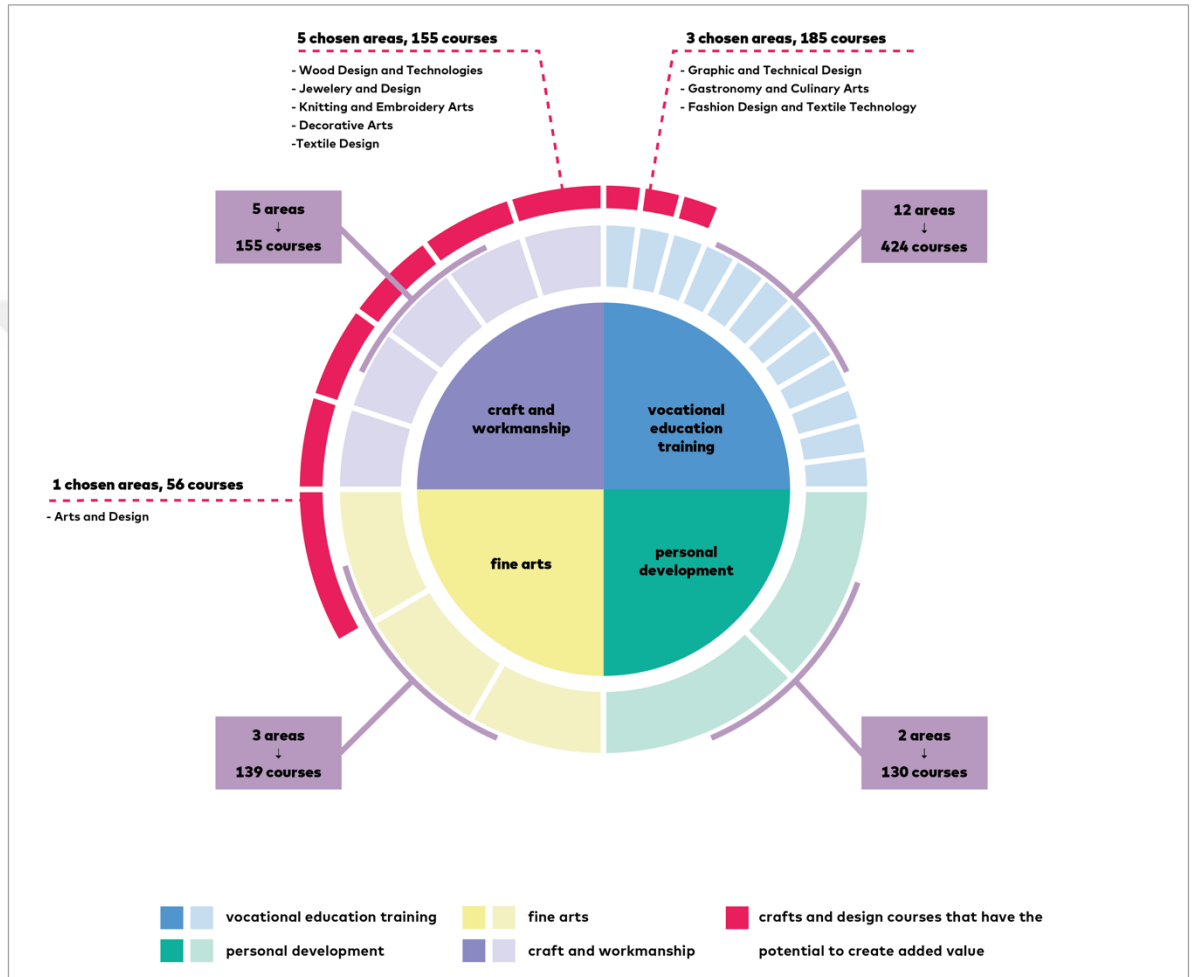 5 chosen areas, 155 courses
- Wood Design and Technologies
- Jewelery and Design
- Knitting and Embroidery Arts
- Decorative Arts
-Textile Design
3 chosen areas, 185 courses
- Graphic and Technical Design
- Gastronomy and Culinary Arts
- Fashion Design and Textile Technology
5 areas
↓
155 courses
12 areas
↓
424 courses
craft and
workmanship
vocational
education
training
1 chosen areas, 56 courses
- Arts and Design
fine arts
personal
development
3 areas
↓
139 courses
2 areas
↓
130 courses
vocational education training
personal development
fine arts
craft and workmanship
crafts and design courses that have the
potential to create added value